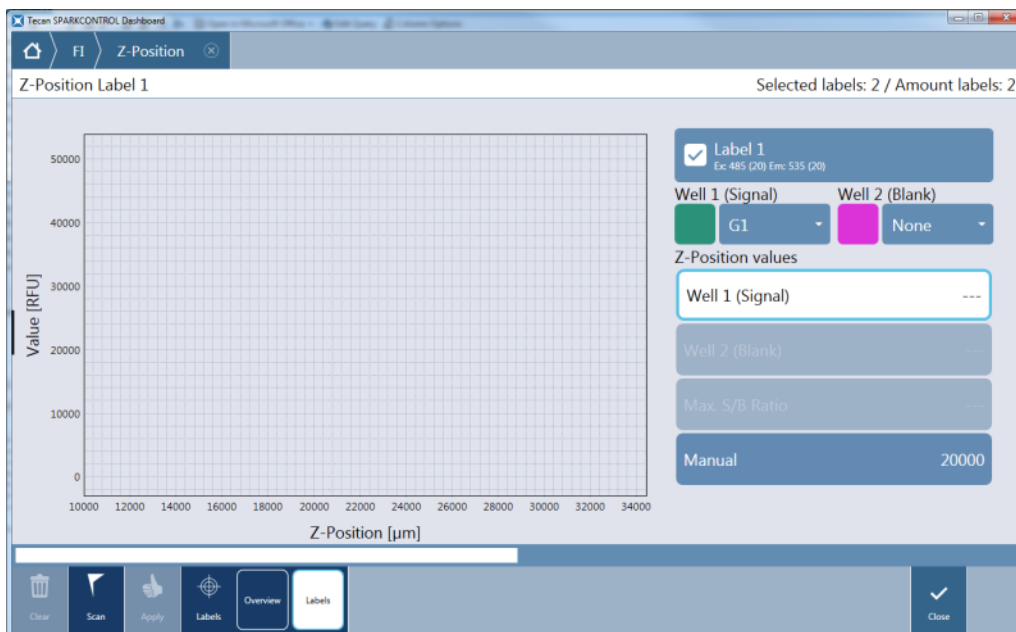 Tecan SPARKCONTROL Dashboard
FI Z-Position
Z-Position Label 1
Selected labels: 2 / Amount labels: 2
50000
40000
30000
20000
10000
0
Value [RFU]
10000 12000 14000 16000 18000 20000 22000 24000 26000 28000 30000 32000 34000
Z-Position [µm]
Label 1
Ex: 485 (20) Em: 535 (20)
Well 1 (Signal) Well 2 (Blank)
G1 None
Z-Position values
Well 1 (Signal) ---
Well 2 (Blank) ---
Max. S/B Ratio ---
Manual 20000
Clear Scan Apply Labels Overview Labels Close